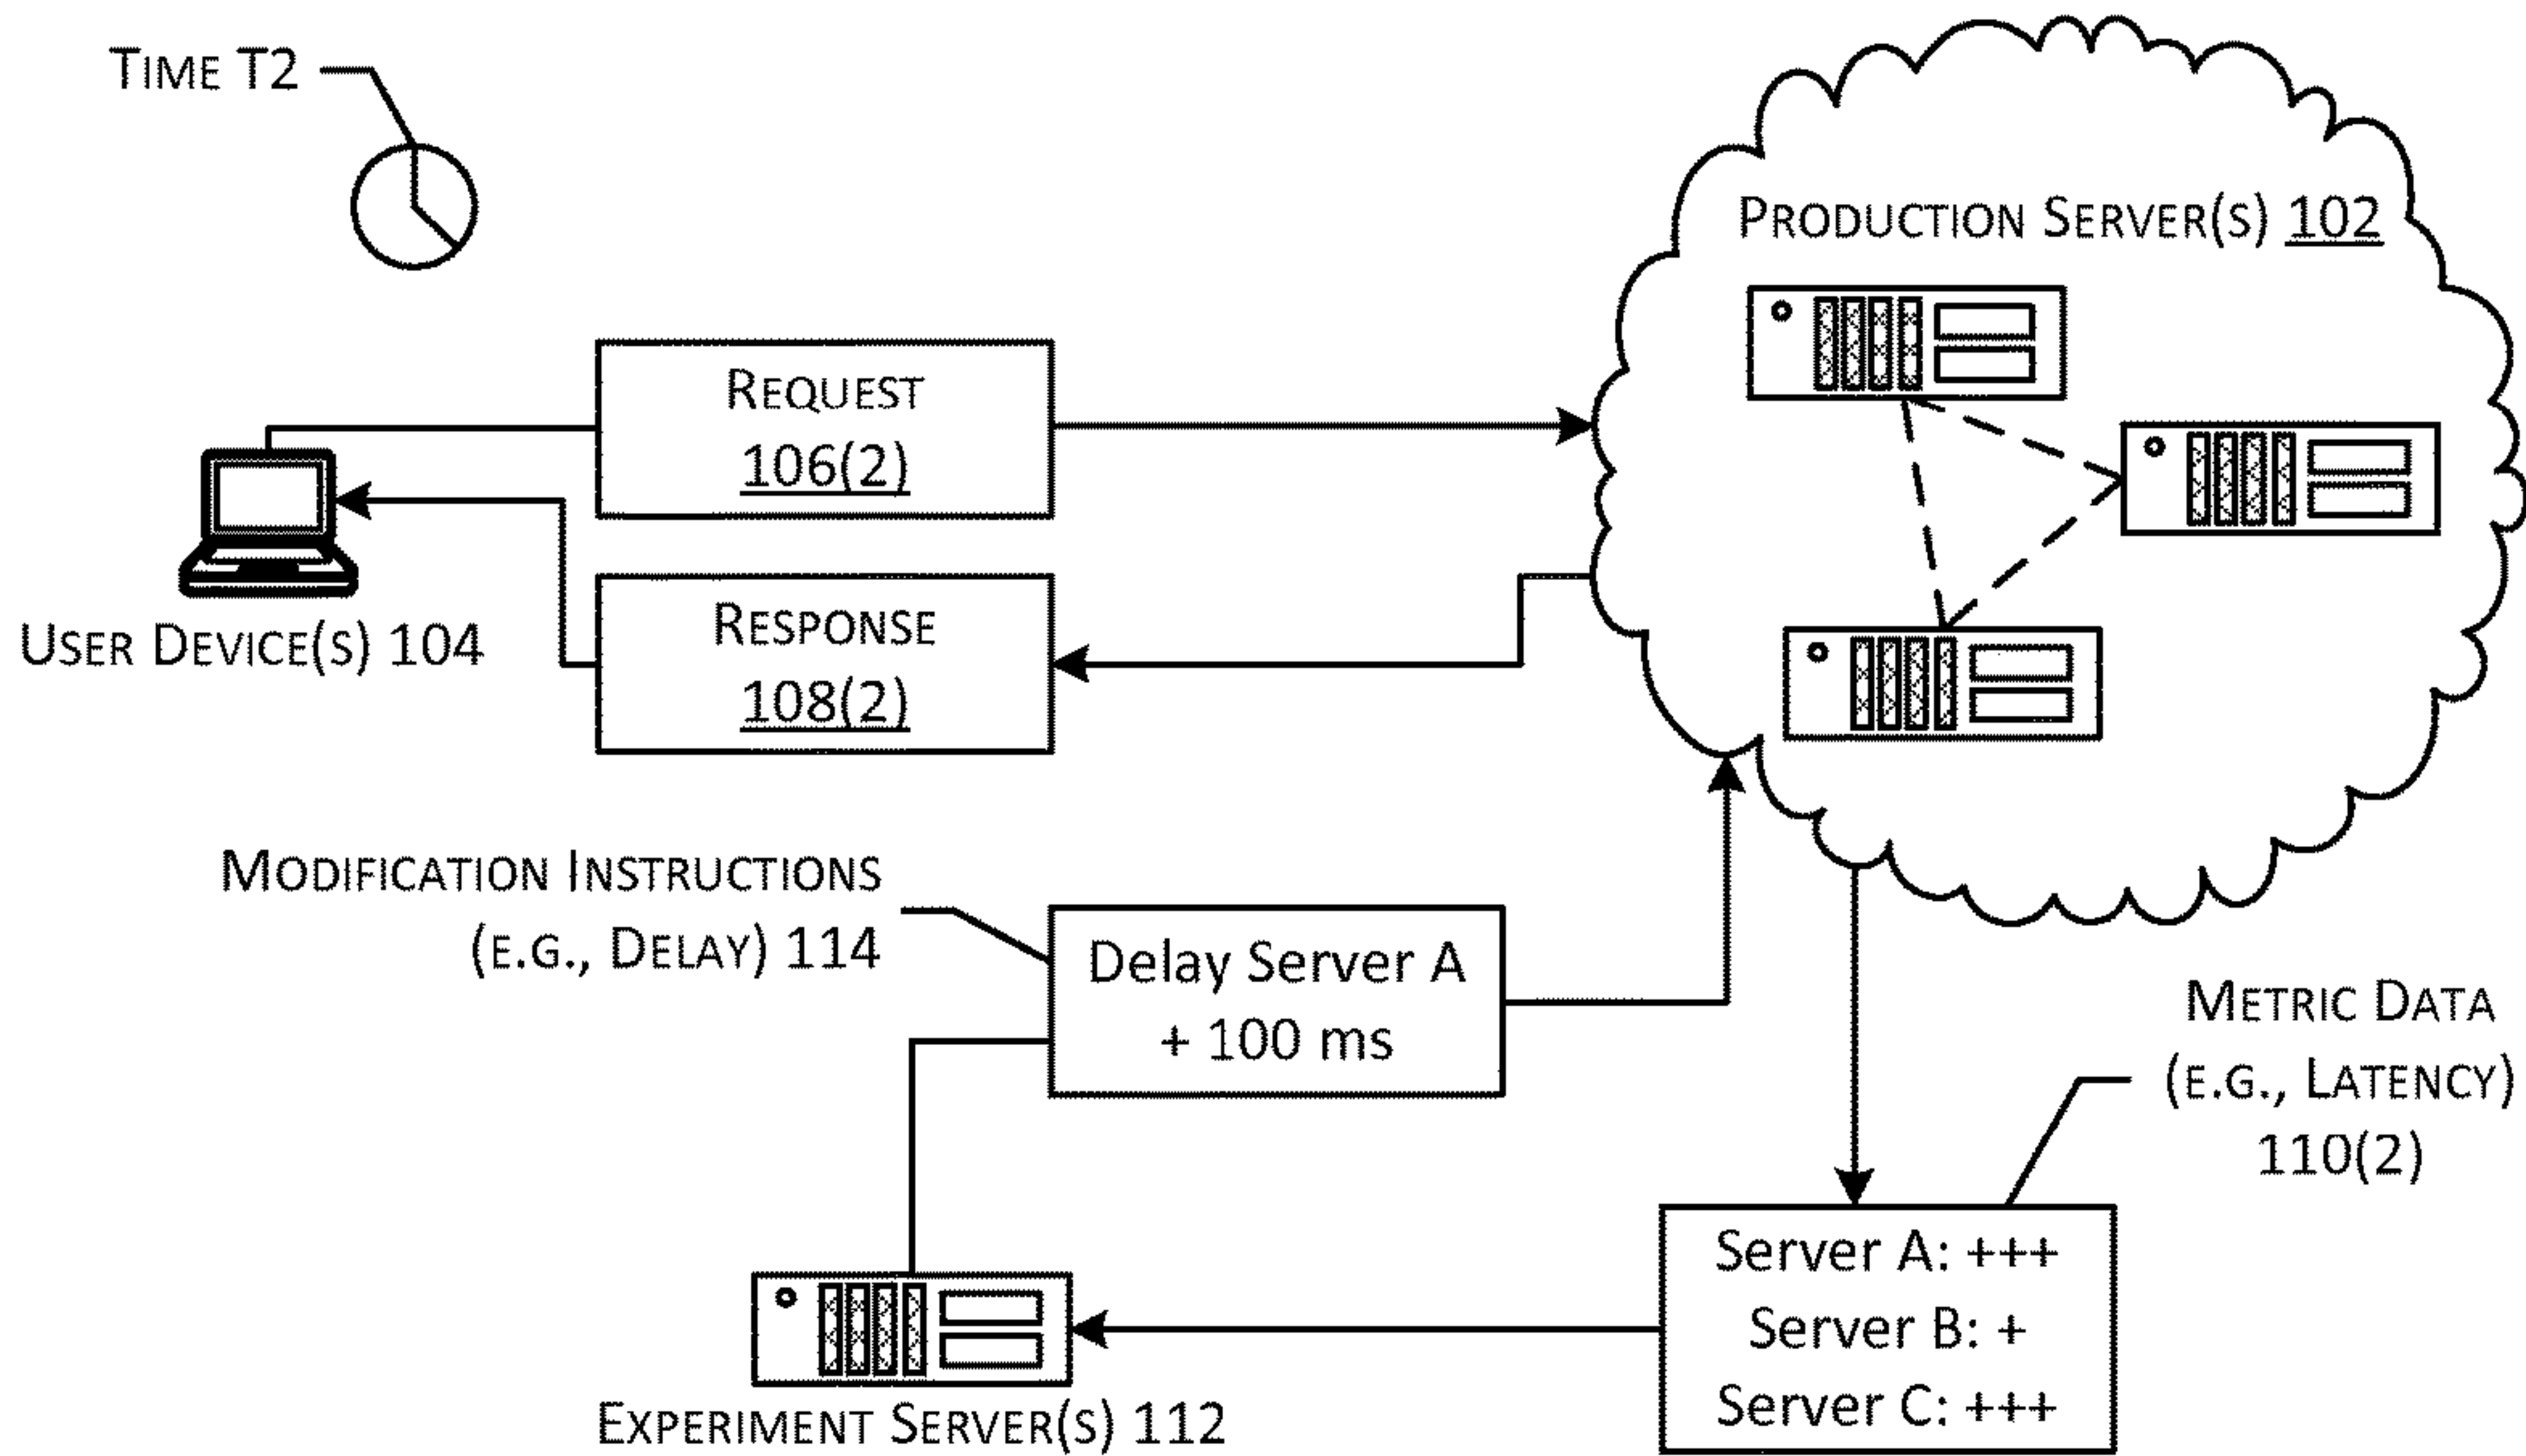 TIME T2
PRODUCTION SERVER(S) 102
REQUEST
106(2)
RESPONSE
108(2)
USER DEVICE(S) 104
MODIFICATION INSTRUCTIONS
(E.G., DELAY) 114
Delay Server A
+ 100 ms
METRIC DATA
(E.G., LATENCY)
110(2)
Server A: +++
Server B: +
Server C: +++
EXPERIMENT SERVER(S) 112